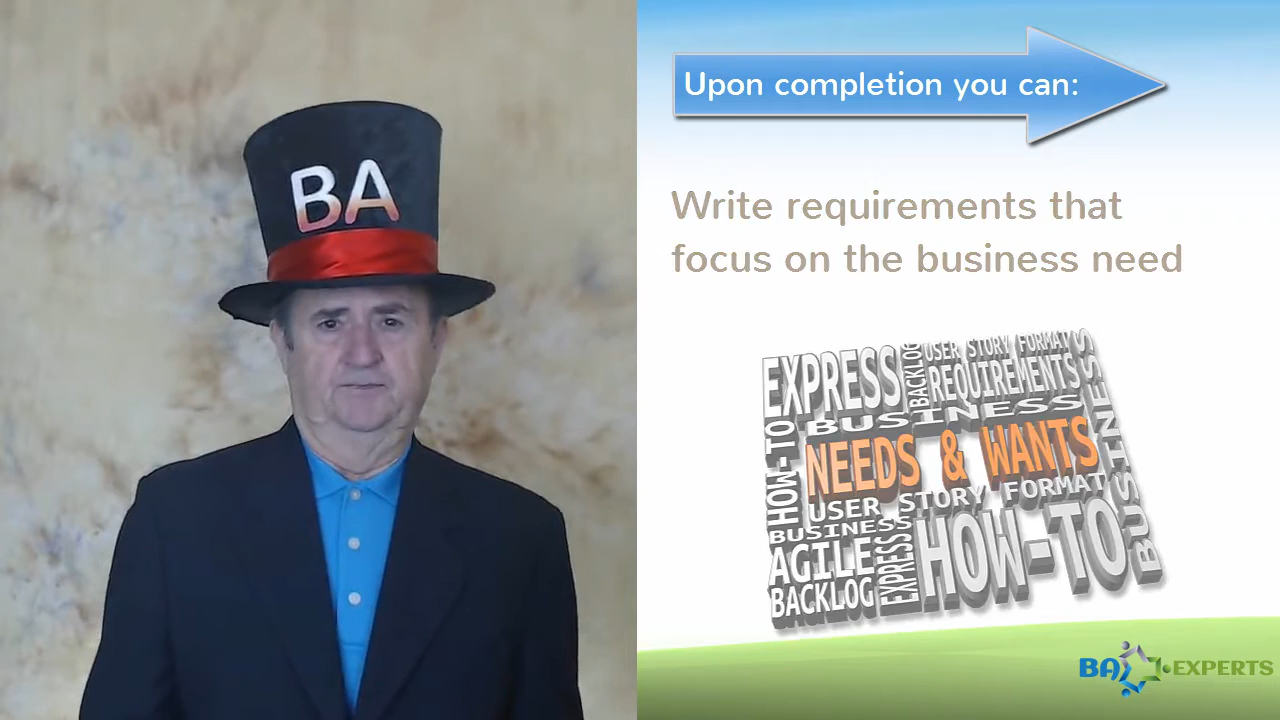 BA
Upon completion you can:
Write requirements that
focus on the business need
EXPRESS
BACKLOG
USER STORY FORMAT
REQUIREMENTS
BUSINESS
HOW-TO
NEEDS & WANTS
BUSINESS
USER STORY FORMAT
BUSINESS
AGILE
BACKLOG
EXPRESS
HOW-TO
BA EXPERTS